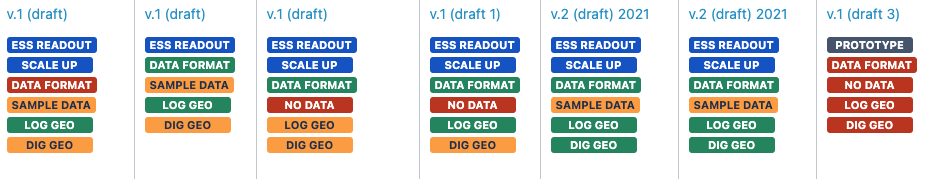 v.1 (draft)
ESS READOUT
SCALE UP
DATA FORMAT
SAMPLE DATA
LOG GEO
DIG GEO
v.1 (draft)
ESS READOUT
DATA FORMAT
SAMPLE DATA
LOG GEO
DIG GEO
v.1 (draft)
ESS READOUT
SCALE UP
DATA FORMAT
NO DATA
LOG GEO
DIG GEO
v.1 (draft 1)
ESS READOUT
SCALE UP
DATA FORMAT
NO DATA
LOG GEO
DIG GEO
v.2 (draft) 2021
ESS READOUT
SCALE UP
DATA FORMAT
SAMPLE DATA
LOG GEO
DIG GEO
v.2 (draft) 2021
ESS READOUT
SCALE UP
DATA FORMAT
SAMPLE DATA
LOG GEO
DIG GEO
v.1 (draft 3)
PROTOTYPE
DATA FORMAT
NO DATA
LOG GEO
DIG GEO